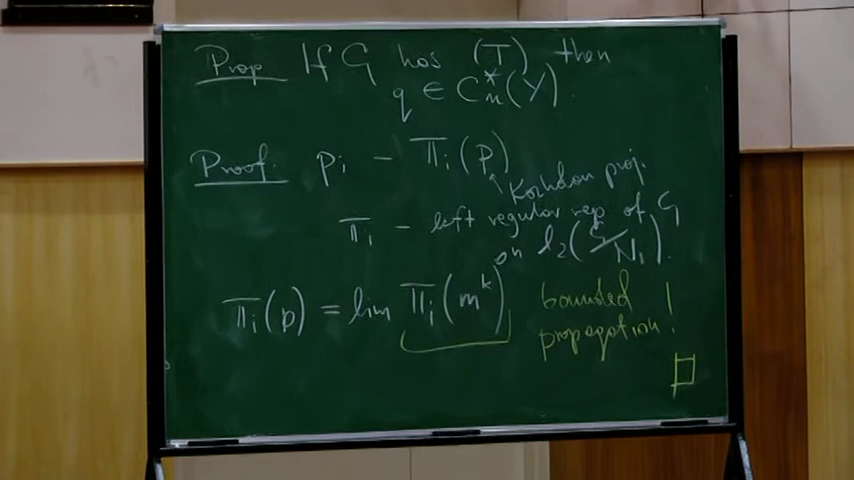 Prop If G has (T) then
q ∈ C*u(Y).
Proof. pi - πi(p)
↑ Kazhdan proj.
πi - left regular rep of G
on l2(G/Ni).
πi(p) = lim πi(m^k) bounded
propagation!
□